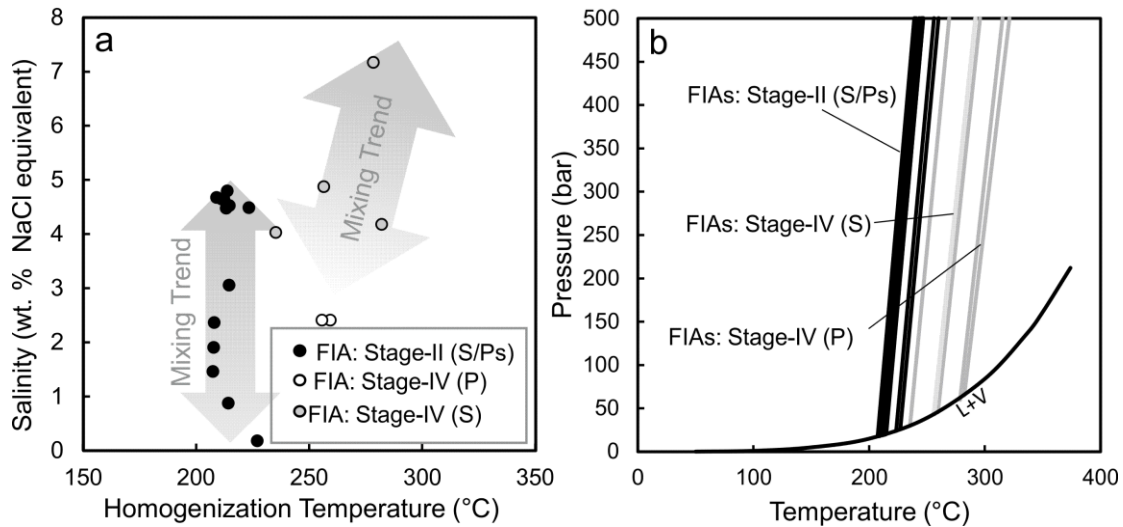 a
8
7
6
5
4
3
2
1
0
Salinity (wt. % NaCl equivalent)
Mixing Trend
Mixing Trend
FIA: Stage-II (S/Ps)
FIA: Stage-IV (P)
FIA: Stage-IV (S)
150 200 250 300 350
Homogenization Temperature (°C)
b
500
450
400
350
300
250
200
150
100
50
0
Pressure (bar)
FIAs: Stage-II (S/Ps)
FIAs: Stage-IV (S)
FIAs: Stage-IV (P)
L+V
0 100 200 300 400
Temperature (°C)